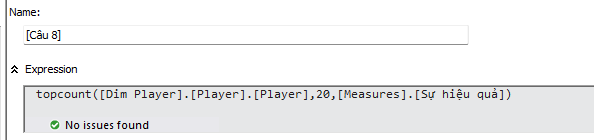 Name:
[Câu 8]
Expression
topcount([Dim Player].[Player].[Player],20,[Measures].[Sự hiệu quả])
No issues found